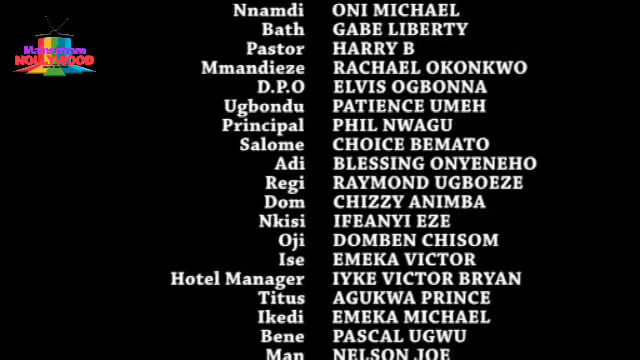 Mainstream
NOLLYWOOD
Nnamdi ONI MICHAEL
Bath GABE LIBERTY
Pastor HARRY B
Mmandieze RACHAEL OKONKWO
D.P.O ELVIS OGBONNA
Ugbondu PATIENCE UMEH
Principal PHIL NWAGU
Salome CHOICE BEMATO
Adi BLESSING ONYENEHO
Regi RAYMOND UGBOEZE
Dom CHIZZY ANIMBA
Nkisi IFEANYI EZE
Oji DOMBEN CHISOM
Ise EMEKA VICTOR
Hotel Manager IYKE VICTOR BRYAN
Titus AGUKWA PRINCE
Ikedi EMEKA MICHAEL
Bene PASCAL UGWU
Man NELSON JOE